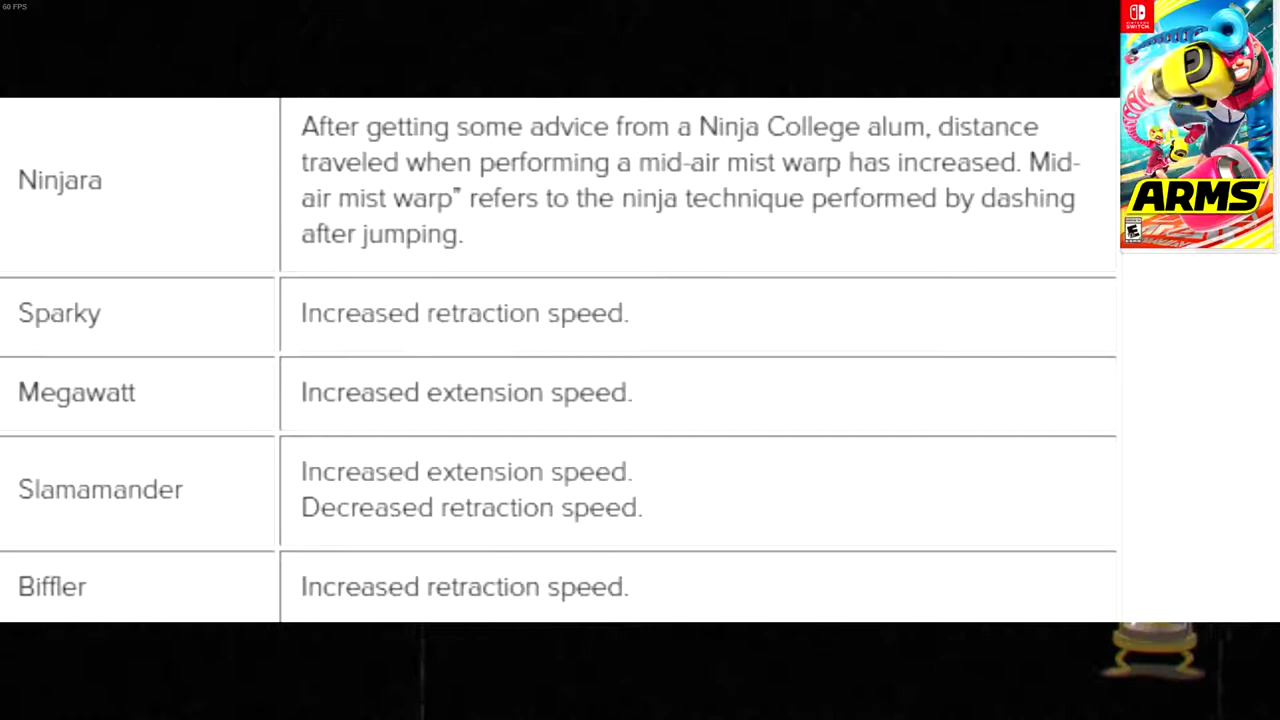 60 FPS
NINTENDO
SWITCH
ARMS
E
Ninjara
After getting some advice from a Ninja College alum, distance
traveled when performing a mid-air mist warp has increased. Mid-
air mist warp” refers to the ninja technique performed by dashing
after jumping.
Sparky
Increased retraction speed.
Megawatt
Increased extension speed.
Slamamander
Increased extension speed.
Decreased retraction speed.
Biffler
Increased retraction speed.